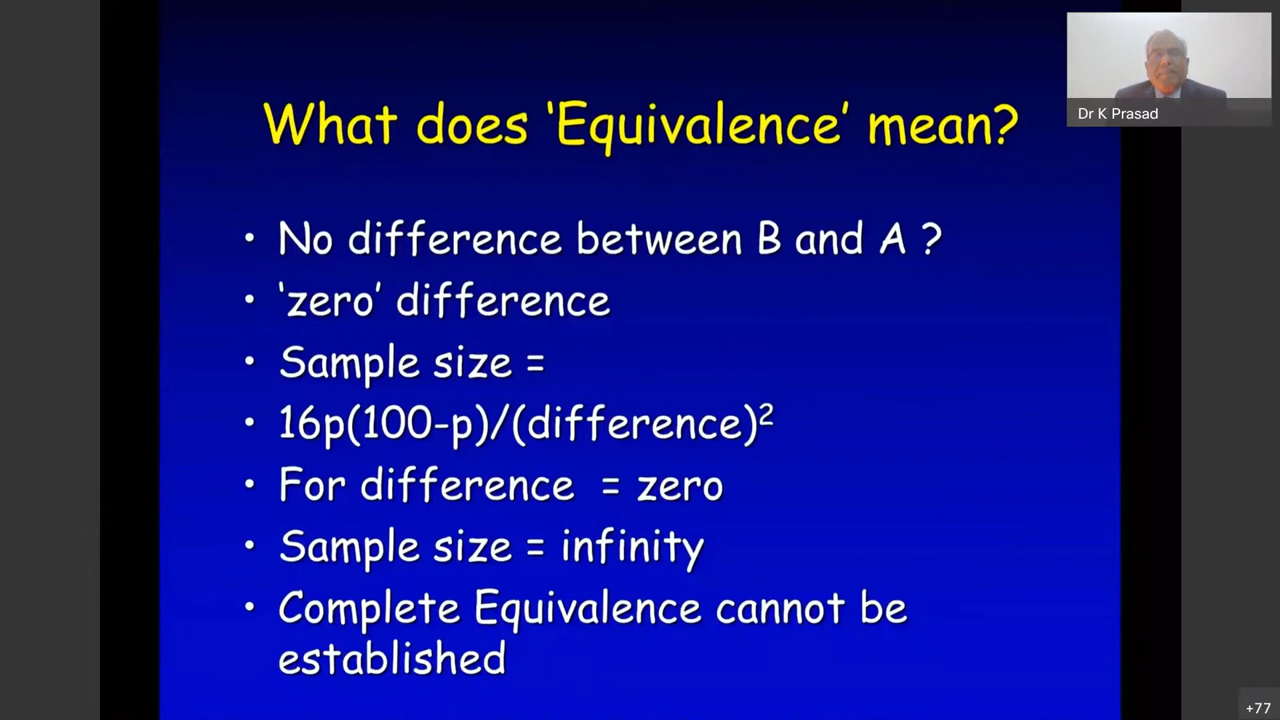 What does ‘Equivalence’ mean?
Dr K Prasad
• No difference between B and A ?
• ‘zero’ difference
• Sample size =
• 16p(100-p)/(difference)²
• For difference = zero
• Sample size = infinity
• Complete Equivalence cannot be
established
+77